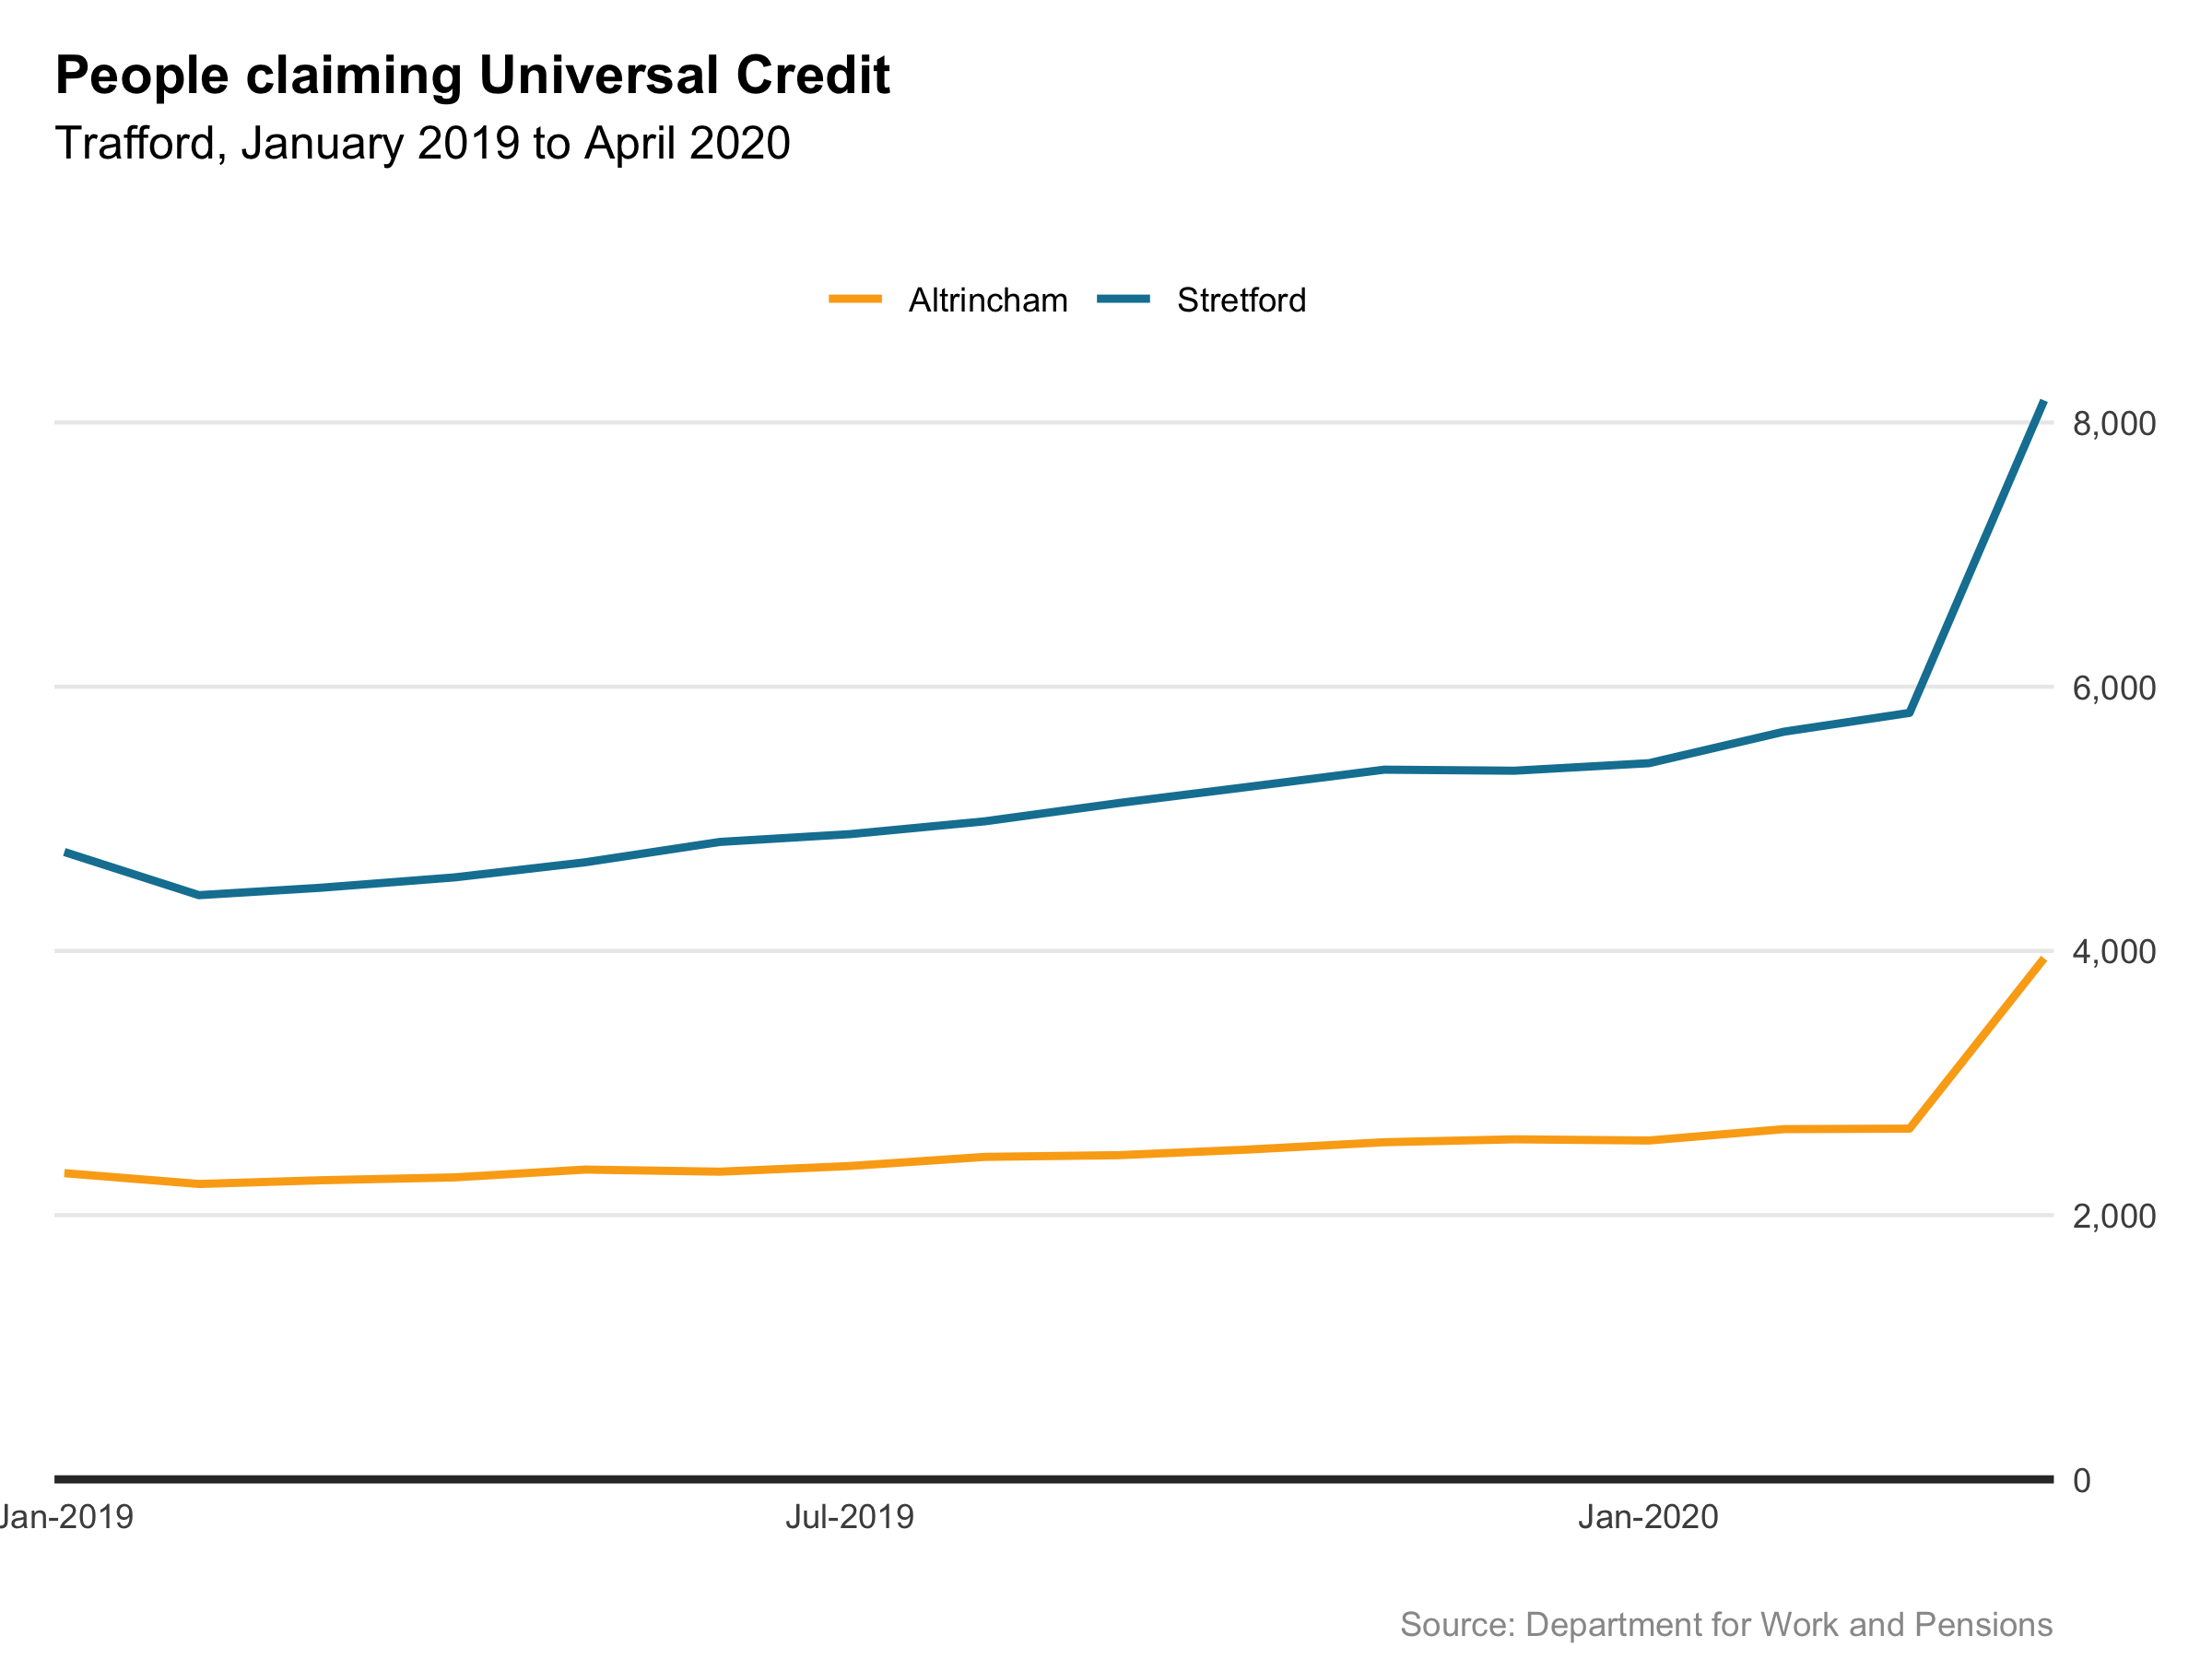 People claiming Universal Credit
Trafford, January 2019 to April 2020
Altrincham Stretford
8,000
6,000
4,000
2,000
0
Jan-2019 Jul-2019 Jan-2020
Source: Department for Work and Pensions